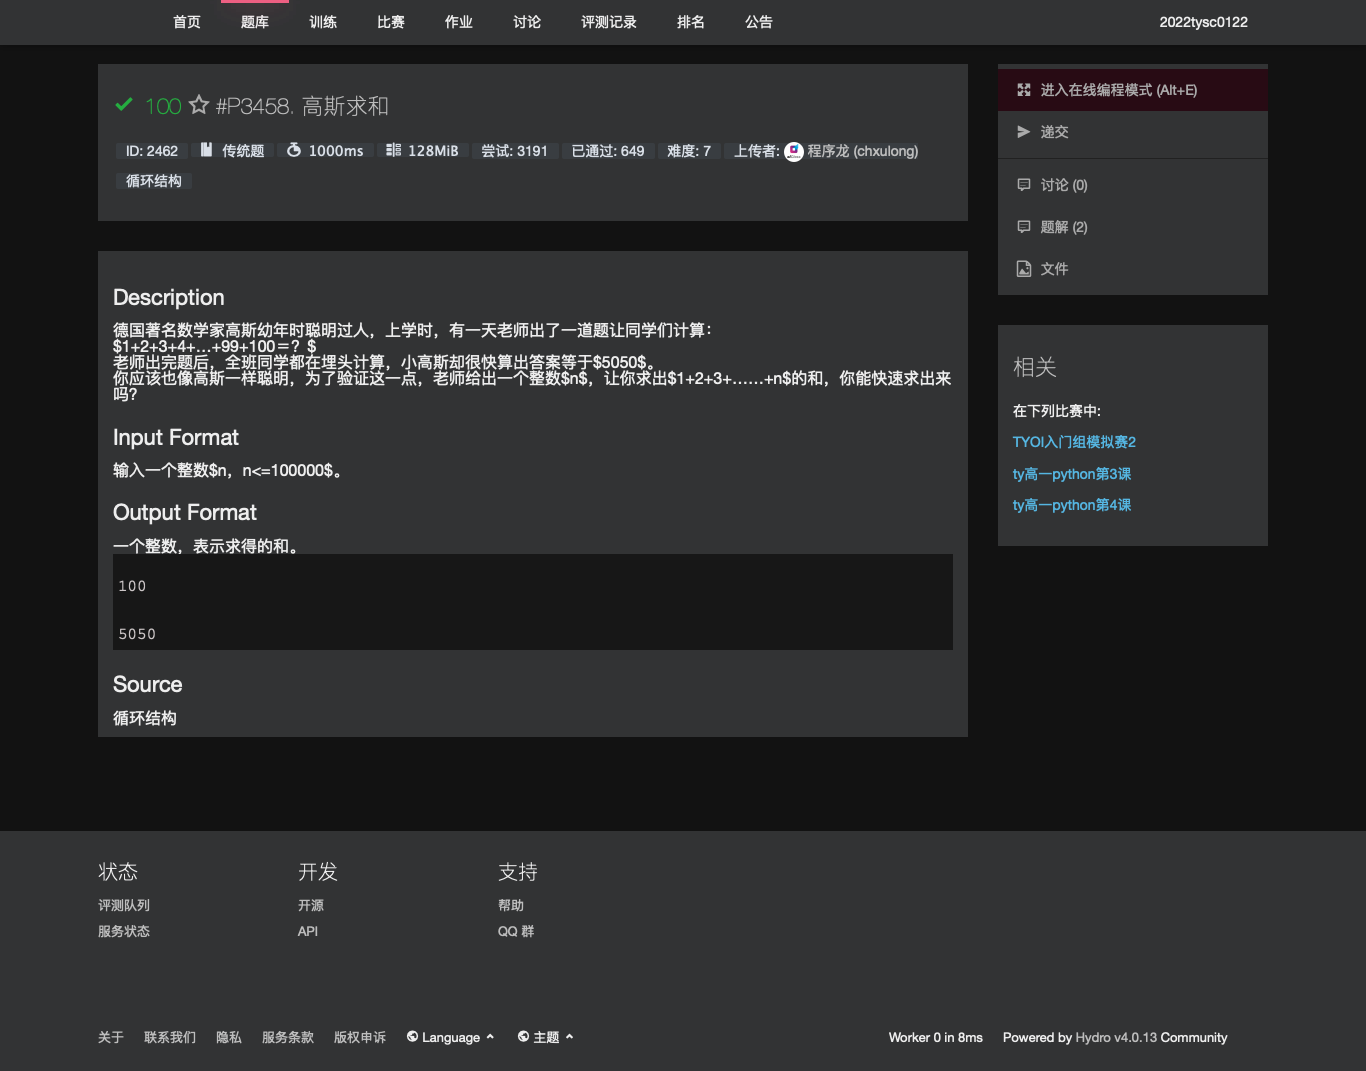 首页 题库 训练 比赛 作业 讨论 评测记录 排名 公告 2022tysc0122
100 #P3458. 高斯求和
ID: 2462 传统题 1000ms 128MiB 尝试: 3191 已通过: 649 难度: 7 上传者: 程序龙 (chxulong)
循环结构
Description
德国著名数学家高斯幼年时聪明过人，上学时，有一天老师出了一道题让同学们计算：
$1+2+3+4+…+99+100＝？$
老师出完题后，全班同学都在埋头计算，小高斯却很快算出答案等于$5050$。
你应该也像高斯一样聪明，为了验证这一点，老师给出一个整数$n$，让你求出$1+2+3+……+n$的和，你能快速求出来
吗？
Input Format
输入一个整数$n，n<=100000$。
Output Format
一个整数，表示求得的和。
100
5050
Source
循环结构
进入在线编程模式 (Alt+E)
递交
讨论 (0)
题解 (2)
文件
相关
在下列比赛中:
TYOI入门组模拟赛2
ty高一python第3课
ty高一python第4课
状态 开发 支持
评测队列 开源 帮助
服务状态 API QQ 群
关于 联系我们 隐私 服务条款 版权申诉 Language 主题 Worker 0 in 8ms Powered by Hydro v4.0.13 Community